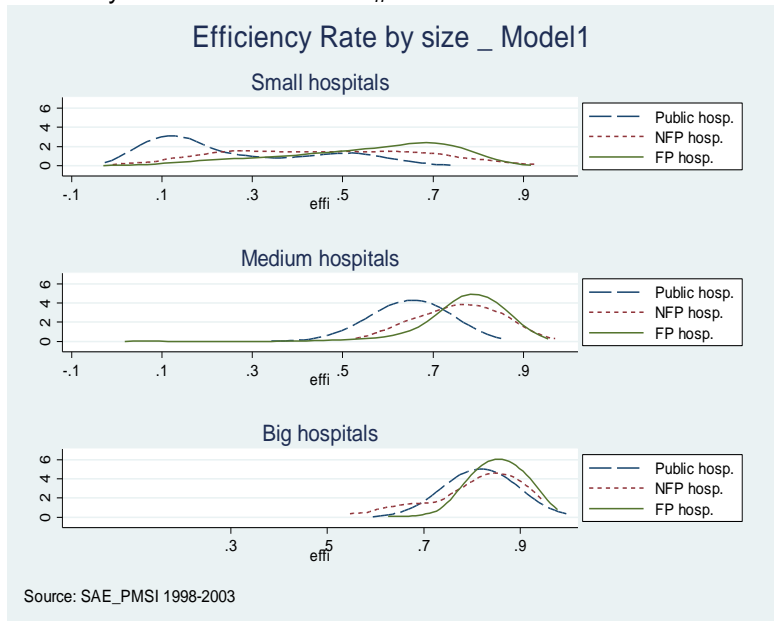 Efficiency Rate by size _ Model1
Small hospitals
0 2 4 6
-.1 .1 .3 .5 .7 .9
effi
Public hosp.
NFP hosp.
FP hosp.
Medium hospitals
0 2 4 6
-.1 .1 .3 .5 .7 .9
effi
Public hosp.
NFP hosp.
FP hosp.
Big hospitals
0 2 4 6
.3 .5 .7 .9
effi
Public hosp.
NFP hosp.
FP hosp.
Source: SAE_PMSI 1998-2003